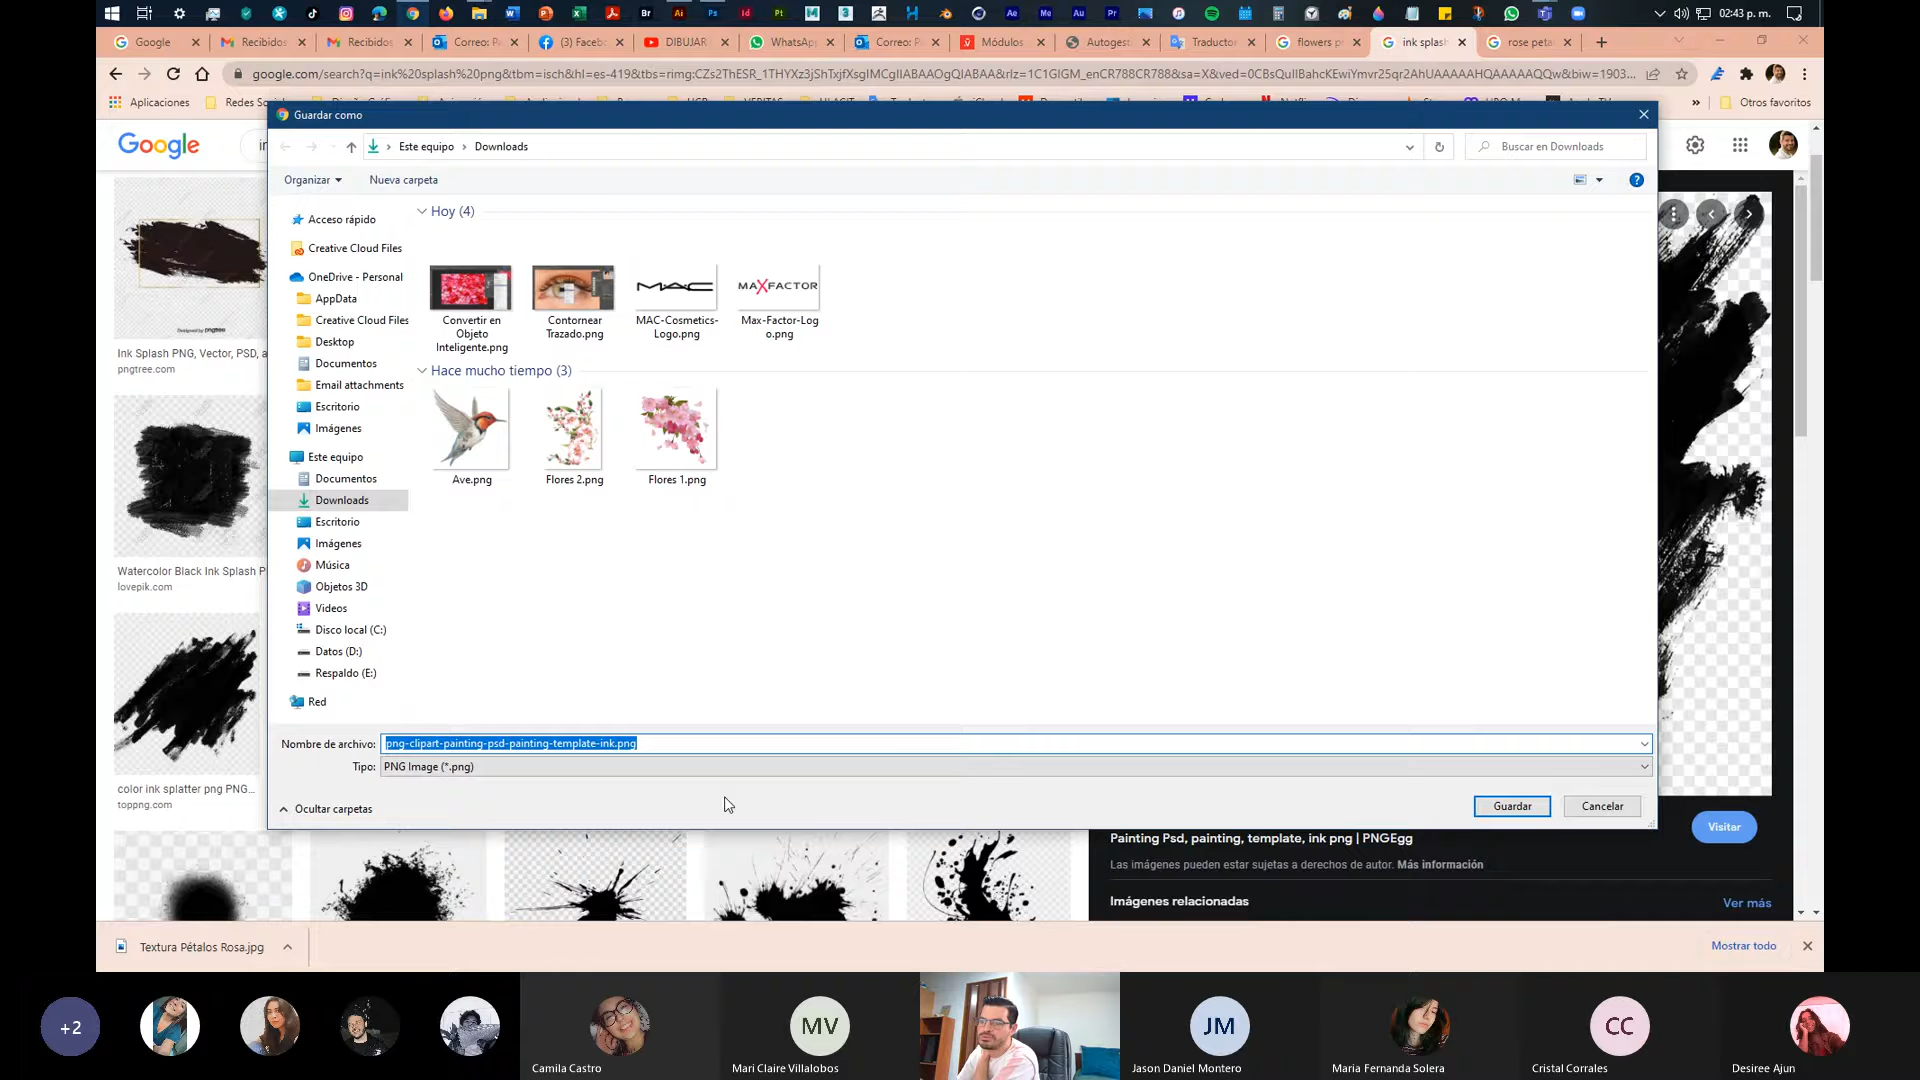 02:43 p. m.
Google
Recibidos
Recibidos
Correo: Pa
(3) Faceb
DIBUJAR
WhatsApp
Correo: P
Módulos
Autogesti
Traductor
flowers p
ink splash
rose peta
google.com/search?q=ink%20splash%20png&tbm=isch&hl=es-419&tbs=rimg:CZs2ThESR_1THYXz3jShTxjfXsgIMCgIIABAAOgQIABAA&rlz=1C1GIGM_enCR788CR788&sa=X&ved=0CBsQuIIBahcKEwiYmvr25qr2AhUAAAAAHQAAAAAQQw&biw=1903...
Aplicaciones
Otros favoritos
Guardar como
Google
Este equipo > Downloads
Buscar en Downloads
Organizar
Nueva carpeta
Acceso rápido
Creative Cloud Files
OneDrive - Personal
AppData
Creative Cloud Files
Desktop
Documentos
Email attachments
Escritorio
Imágenes
Este equipo
Documentos
Downloads
Escritorio
Imágenes
Música
Objetos 3D
Videos
Disco local (C:)
Datos (D:)
Respaldo (E:)
Red
Hoy (4)
MAC
MAXFACTOR
Convertir en Objeto Inteligente.png
Contornear Trazado.png
MAC-Cosmetics-Logo.png
Max-Factor-Logo.png
Hace mucho tiempo (3)
Ave.png
Flores 2.png
Flores 1.png
Nombre de archivo: png-clipart-painting-psd-painting-template-ink.png
Tipo: PNG Image (*.png)
Ocultar carpetas
Guardar
Cancelar
Designed by pngtree
Ink Splash PNG, Vector, PSD, a
pngtree.com
Watercolor Black Ink Splash P
lovepik.com
color ink splatter png PNG...
toppng.com
Painting Psd, painting, template, ink png | PNGEgg
Visitar
Las imágenes pueden estar sujetas a derechos de autor. Más información
Imágenes relacionadas
Ver más
Textura Pétalos Rosa.jpg
Mostrar todo
+2
MV
JM
CC
Camila Castro
Mari Claire Villalobos
Jason Daniel Montero
Maria Fernanda Solera
Cristal Corrales
Desiree Ajun